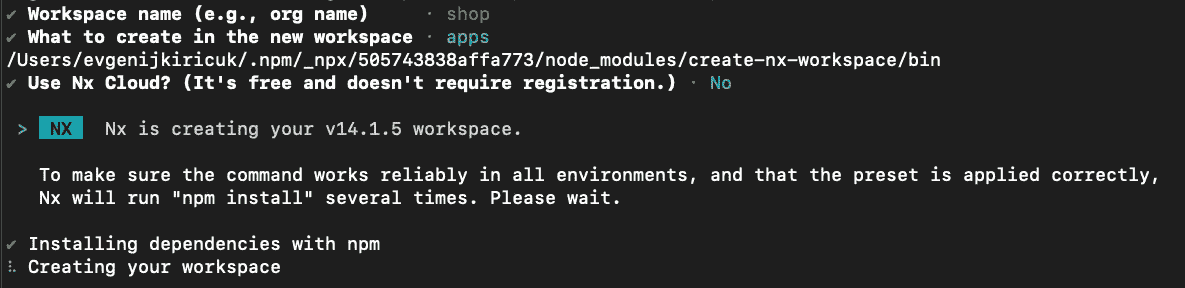 ✔ Workspace name (e.g., org name) · shop
✔ What to create in the new workspace · apps
/Users/evgenijkiricuk/.npm/_npx/505743838affa773/node_modules/create-nx-workspace/bin
✔ Use Nx Cloud? (It's free and doesn't require registration.) · No
> NX Nx is creating your v14.1.5 workspace.
To make sure the command works reliably in all environments, and that the preset is applied correctly,
Nx will run "npm install" several times. Please wait.
✔ Installing dependencies with npm
⠧ Creating your workspace